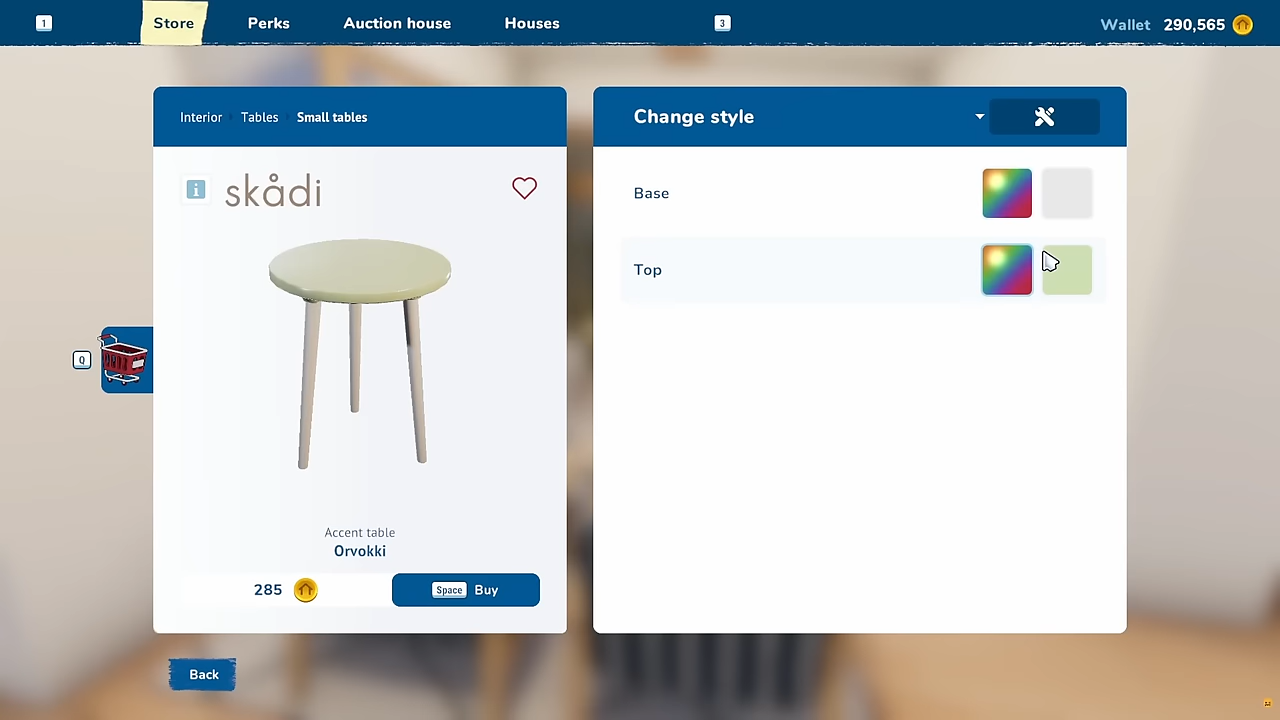 1
Store
Perks
Auction house
Houses
3
Wallet 290,565
Interior Tables Small tables
i skådi
Change style
Base
Top
Q
Accent table
Orvokki
285
Space Buy
Back